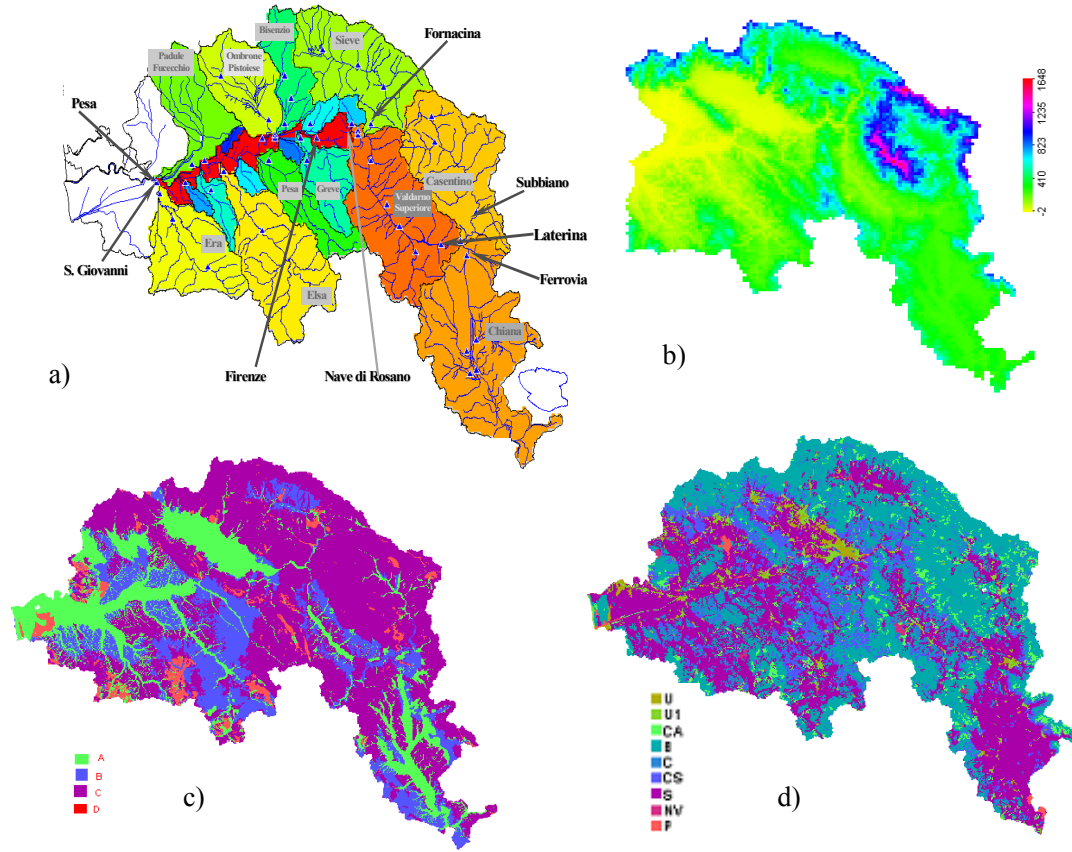 Bisenzio
Sieve
Fornacina
Padule
Fucecchio
Ombrone
Pistoiese
Pesa
Casentino
Subbiano
Pesa
Greve
Valdarno
Superiore
Laterina
Era
S. Giovanni
Ferrovia
Elsa
Chiana
a)
Firenze
Nave di Rosano
1648
1235
823
410
-2
b)
A
B
C
D
c)
U
U1
CA
B
C
CS
S
NV
P
d)